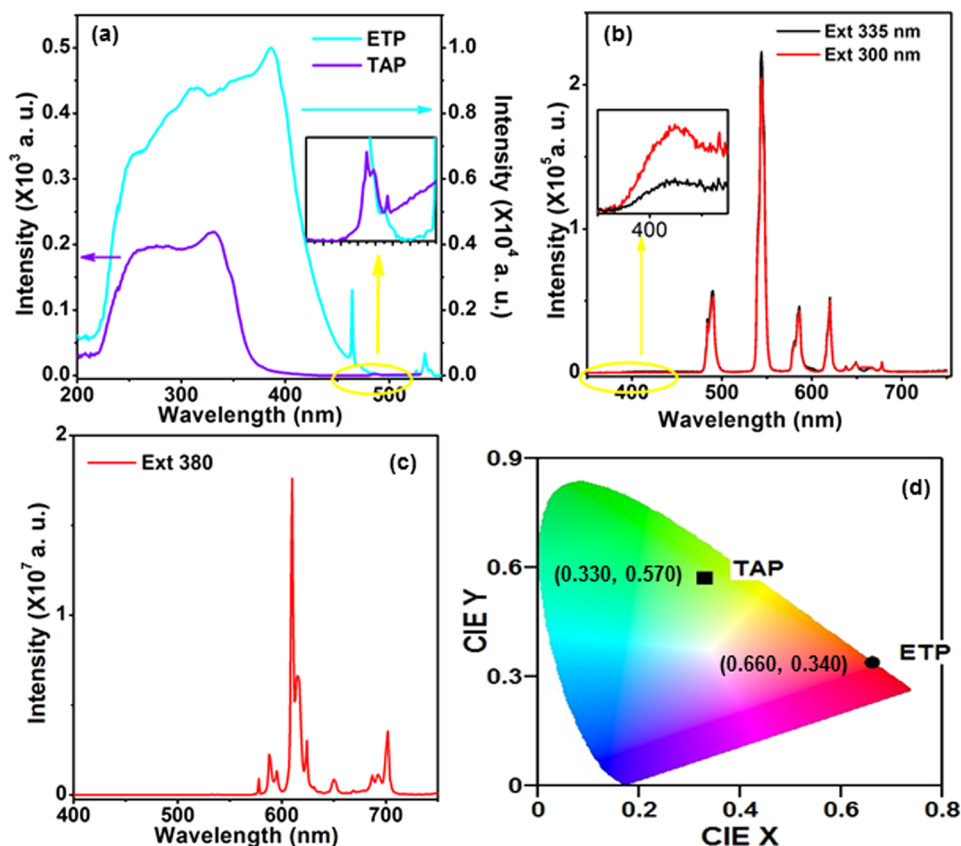 (a)
ETP
TAP
Intensity (X10³ a. u.)
0.5
0.4
0.3
0.2
0.1
0.0
1.0
0.8
0.6
0.4
0.2
0.0
Intensity (X10⁴ a. u.)
200 300 400 500
Wavelength (nm)
(b)
Ext 335 nm
Ext 300 nm
Intensity (X10⁵ a. u.)
2
1
0
400
400 500 600 700
Wavelength (nm)
Ext 380
(c)
Intensity (X10⁷ a. u.)
2
1
0
400 500 600 700
Wavelength (nm)
(d)
CIE Y
0.9
0.6
0.3
0
TAP
(0.330, 0.570)
ETP
(0.660, 0.340)
0 0.2 0.4 0.6 0.8
CIE X